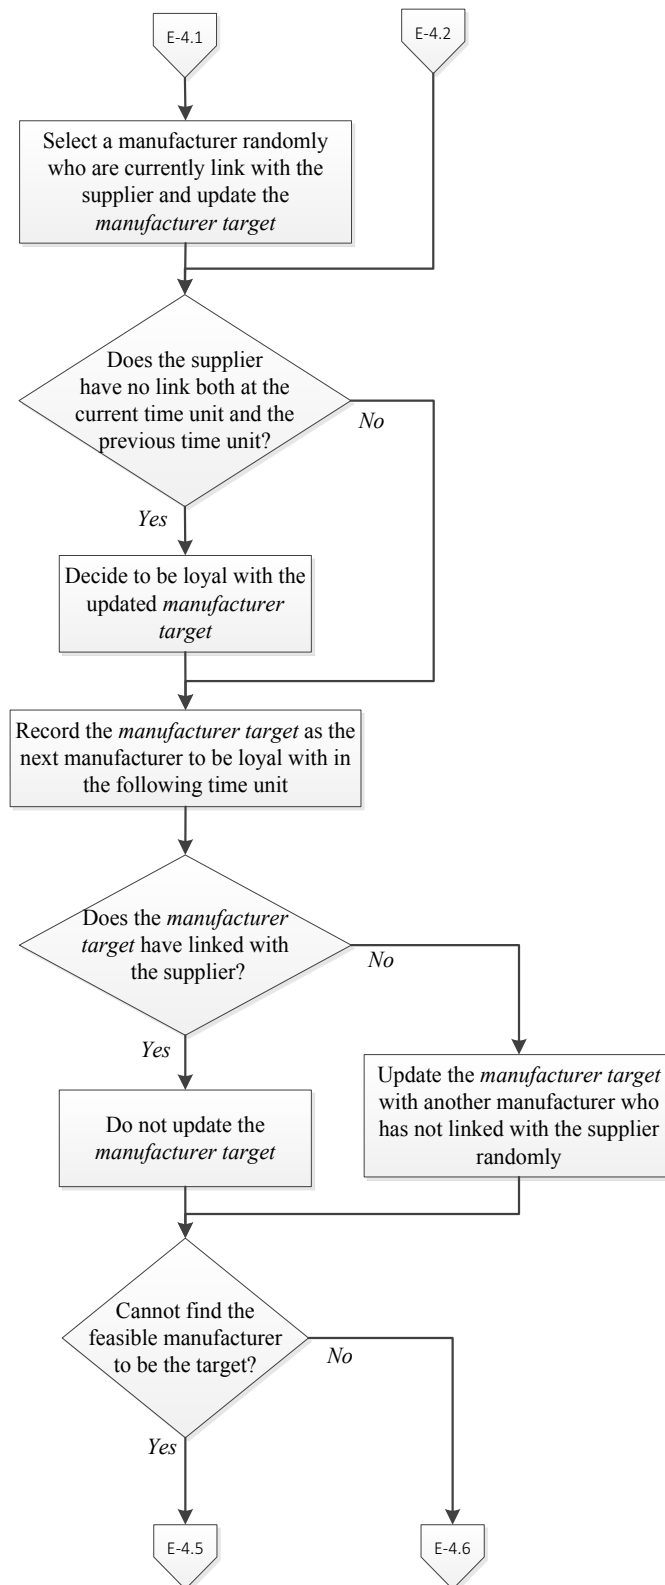 E-4.1
E-4.2
Select a manufacturer randomly
who are currently link with the
supplier and update the
manufacturer target
Does the supplier
have no link both at the
current time unit and the
previous time unit?
No
Yes
Decide to be loyal with the
updated manufacturer
target
Record the manufacturer target as the
next manufacturer to be loyal with in
the following time unit
Does the manufacturer
target have linked with
the supplier?
No
Yes
Do not update the
manufacturer target
Update the manufacturer target
with another manufacturer who
has not linked with the supplier
randomly
Cannot find the
feasible manufacturer
to be the target?
No
Yes
E-4.5
E-4.6